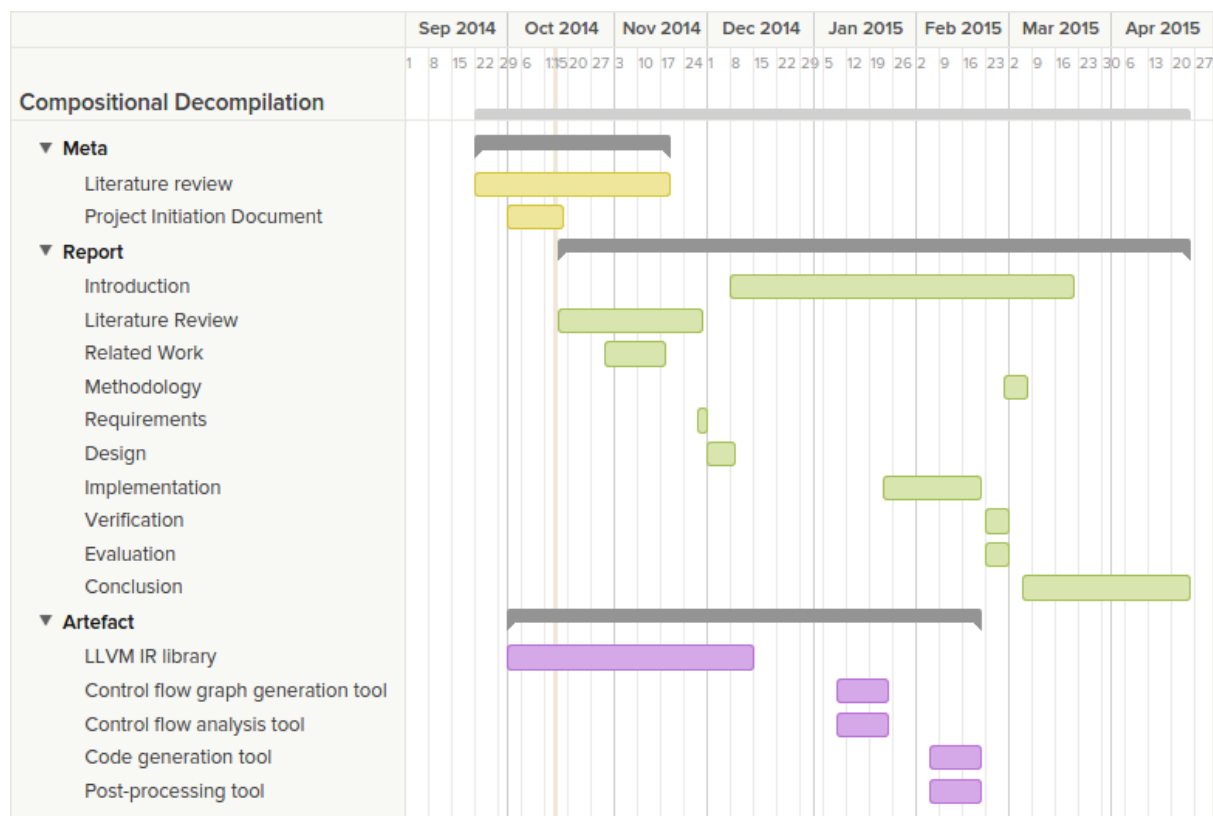 Sep 2014 Oct 2014 Nov 2014 Dec 2014 Jan 2015 Feb 2015 Mar 2015 Apr 2015
1 8 15 22 29 6 13 15 20 27 3 10 17 24 1 8 15 22 29 5 12 19 26 2 9 16 23 2 9 16 23 30 6 13 20 27
Compositional Decompilation
Meta
Literature review
Project Initiation Document
Report
Introduction
Literature Review
Related Work
Methodology
Requirements
Design
Implementation
Verification
Evaluation
Conclusion
Artefact
LLVM IR library
Control flow graph generation tool
Control flow analysis tool
Code generation tool
Post-processing tool